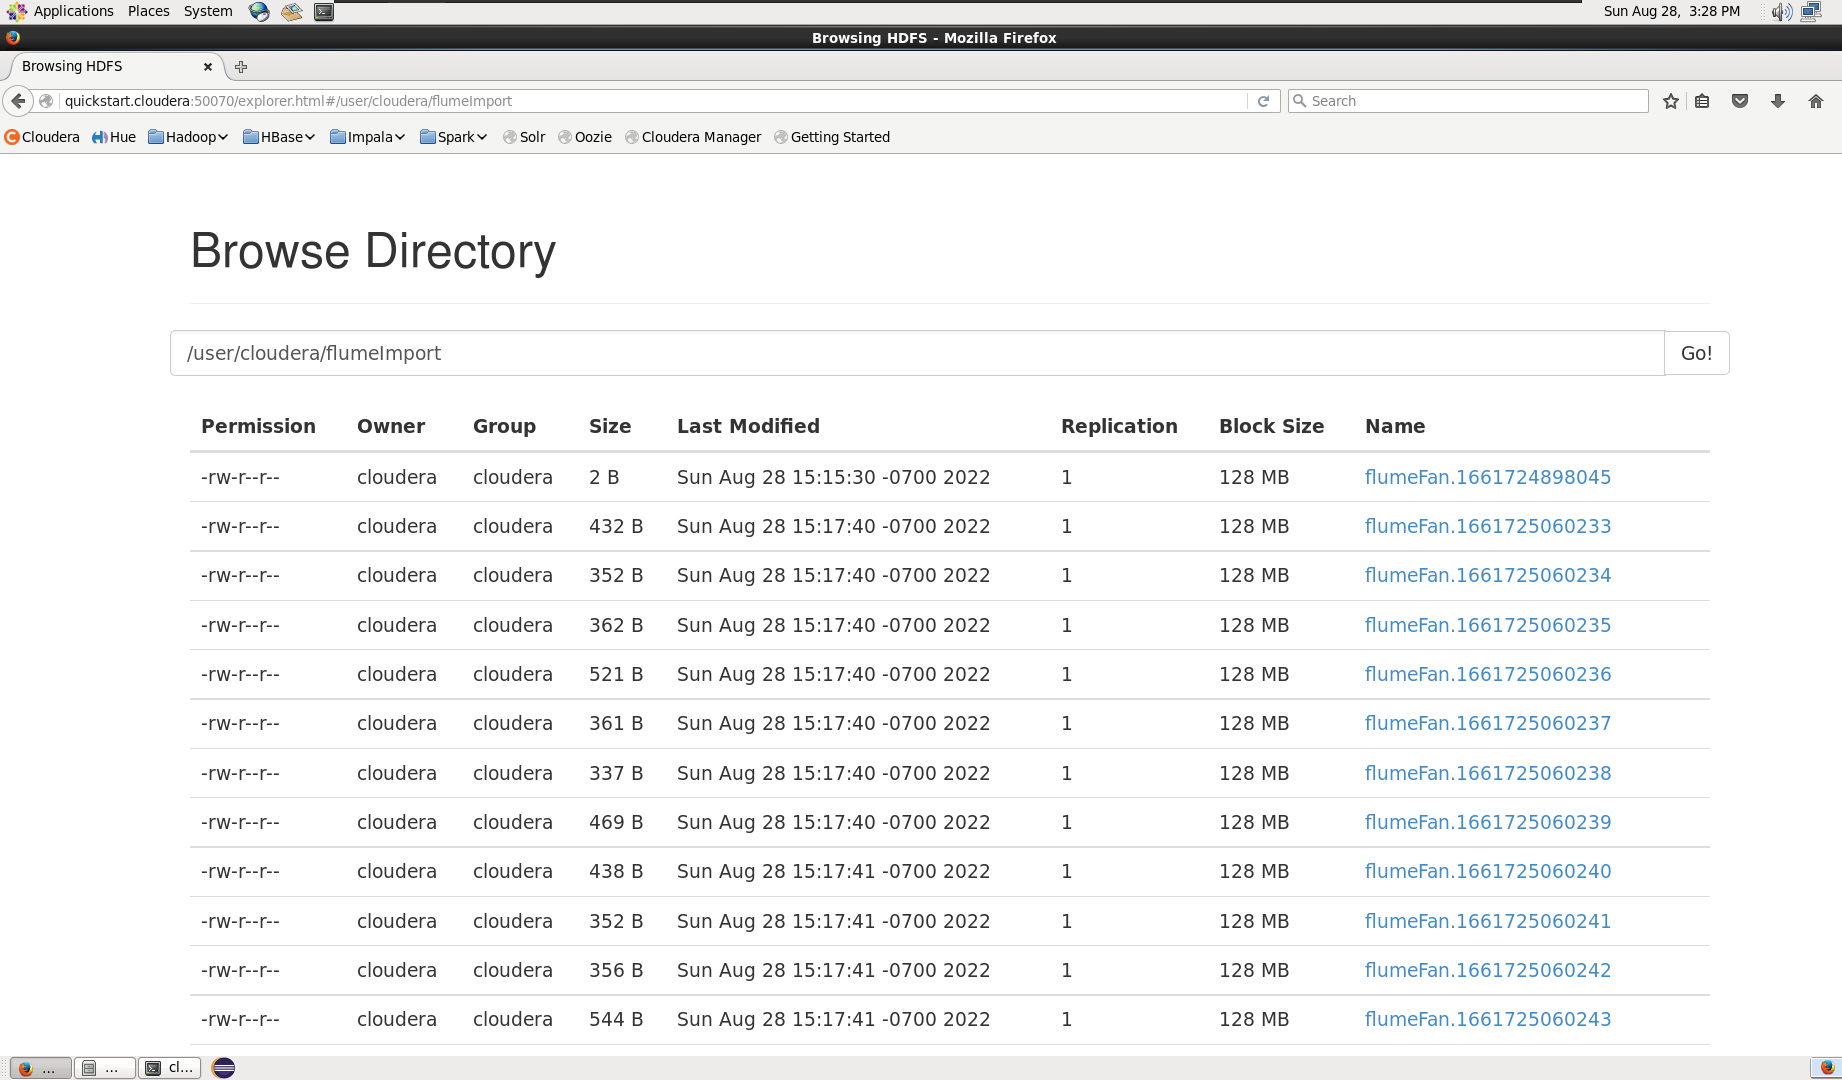 Applications Places System Sun Aug 28, 3:28 PM
Browsing HDFS - Mozilla Firefox
Browsing HDFS
quickstart.cloudera:50070/explorer.html#/user/cloudera/flumeImport Search
Cloudera Hue Hadoop HBase Impala Spark Solr Oozie Cloudera Manager Getting Started
Browse Directory
/user/cloudera/flumeImport Go!
Permission Owner Group Size Last Modified Replication Block Size Name
-rw-r--r-- cloudera cloudera 2 B Sun Aug 28 15:15:30 -0700 2022 1 128 MB flumeFan.1661724898045
-rw-r--r-- cloudera cloudera 432 B Sun Aug 28 15:17:40 -0700 2022 1 128 MB flumeFan.1661725060233
-rw-r--r-- cloudera cloudera 352 B Sun Aug 28 15:17:40 -0700 2022 1 128 MB flumeFan.1661725060234
-rw-r--r-- cloudera cloudera 362 B Sun Aug 28 15:17:40 -0700 2022 1 128 MB flumeFan.1661725060235
-rw-r--r-- cloudera cloudera 521 B Sun Aug 28 15:17:40 -0700 2022 1 128 MB flumeFan.1661725060236
-rw-r--r-- cloudera cloudera 361 B Sun Aug 28 15:17:40 -0700 2022 1 128 MB flumeFan.1661725060237
-rw-r--r-- cloudera cloudera 337 B Sun Aug 28 15:17:40 -0700 2022 1 128 MB flumeFan.1661725060238
-rw-r--r-- cloudera cloudera 469 B Sun Aug 28 15:17:40 -0700 2022 1 128 MB flumeFan.1661725060239
-rw-r--r-- cloudera cloudera 438 B Sun Aug 28 15:17:41 -0700 2022 1 128 MB flumeFan.1661725060240
-rw-r--r-- cloudera cloudera 352 B Sun Aug 28 15:17:41 -0700 2022 1 128 MB flumeFan.1661725060241
-rw-r--r-- cloudera cloudera 356 B Sun Aug 28 15:17:41 -0700 2022 1 128 MB flumeFan.1661725060242
-rw-r--r-- cloudera cloudera 544 B Sun Aug 28 15:17:41 -0700 2022 1 128 MB flumeFan.1661725060243
... ... cl...